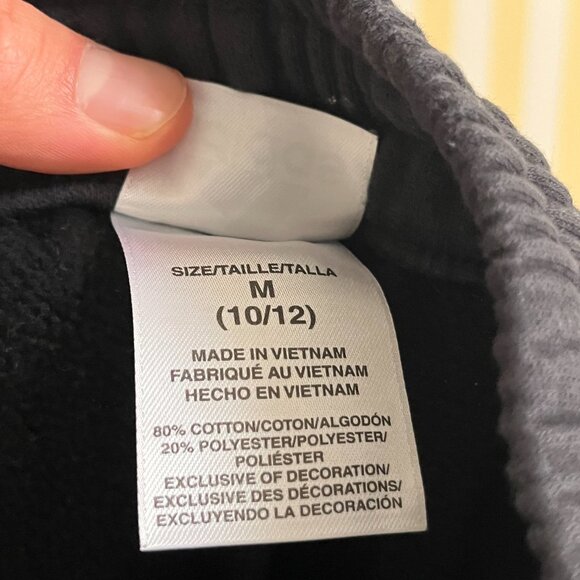 SIZE/TAILLE/TALLA
M
(10/12)
MADE IN VIETNAM
FABRIQUÉ AU VIETNAM
HECHO EN VIETNAM
80% COTTON/COTON/ALGODÓN
20% POLYESTER/POLYESTER/
POLIÉSTER
EXCLUSIVE OF DECORATION/
EXCLUSIVE DES DÉCORATIONS/
EXCLUYENDO LA DECORACIÓN